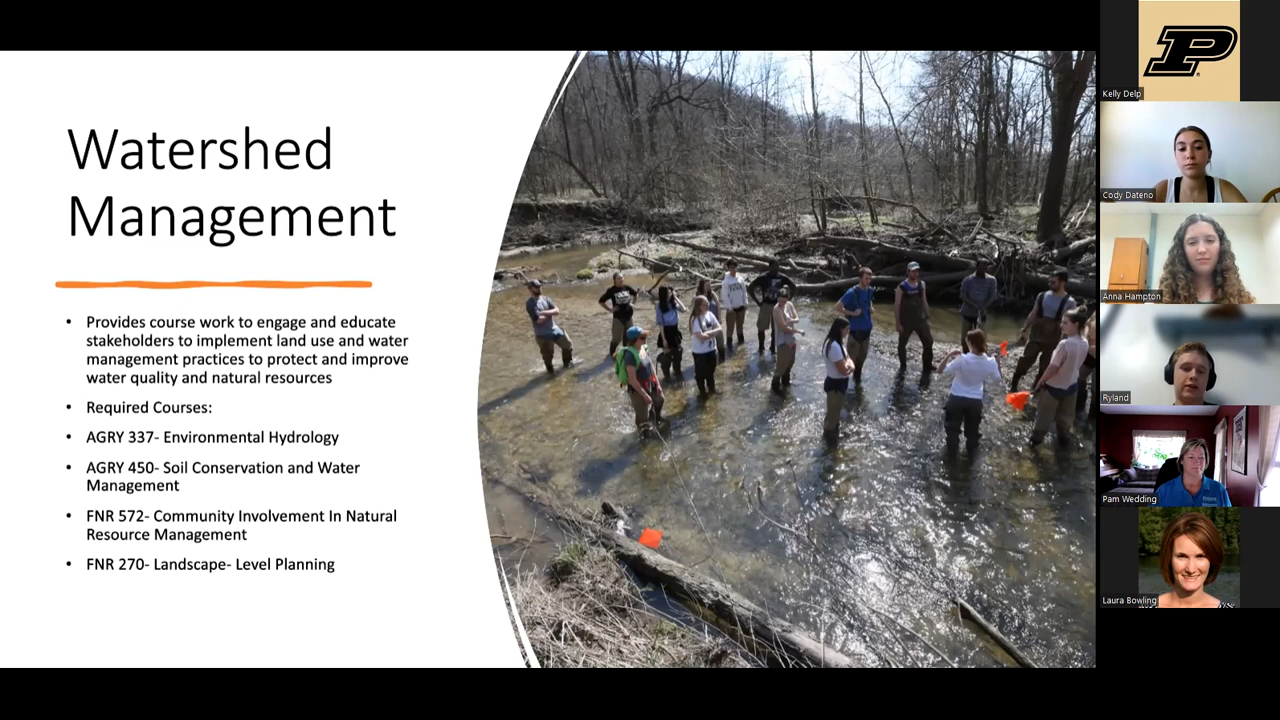 Watershed
Management
• Provides course work to engage and educate
stakeholders to implement land use and water
management practices to protect and improve
water quality and natural resources
• Required Courses:
• AGRY 337- Environmental Hydrology
• AGRY 450- Soil Conservation and Water
Management
• FNR 572- Community Involvement In Natural
Resource Management
• FNR 270- Landscape- Level Planning
P
Kelly Delp
Cody Dateno
Anna Hampton
Ryland
Pam Wedding
Laura Bowling